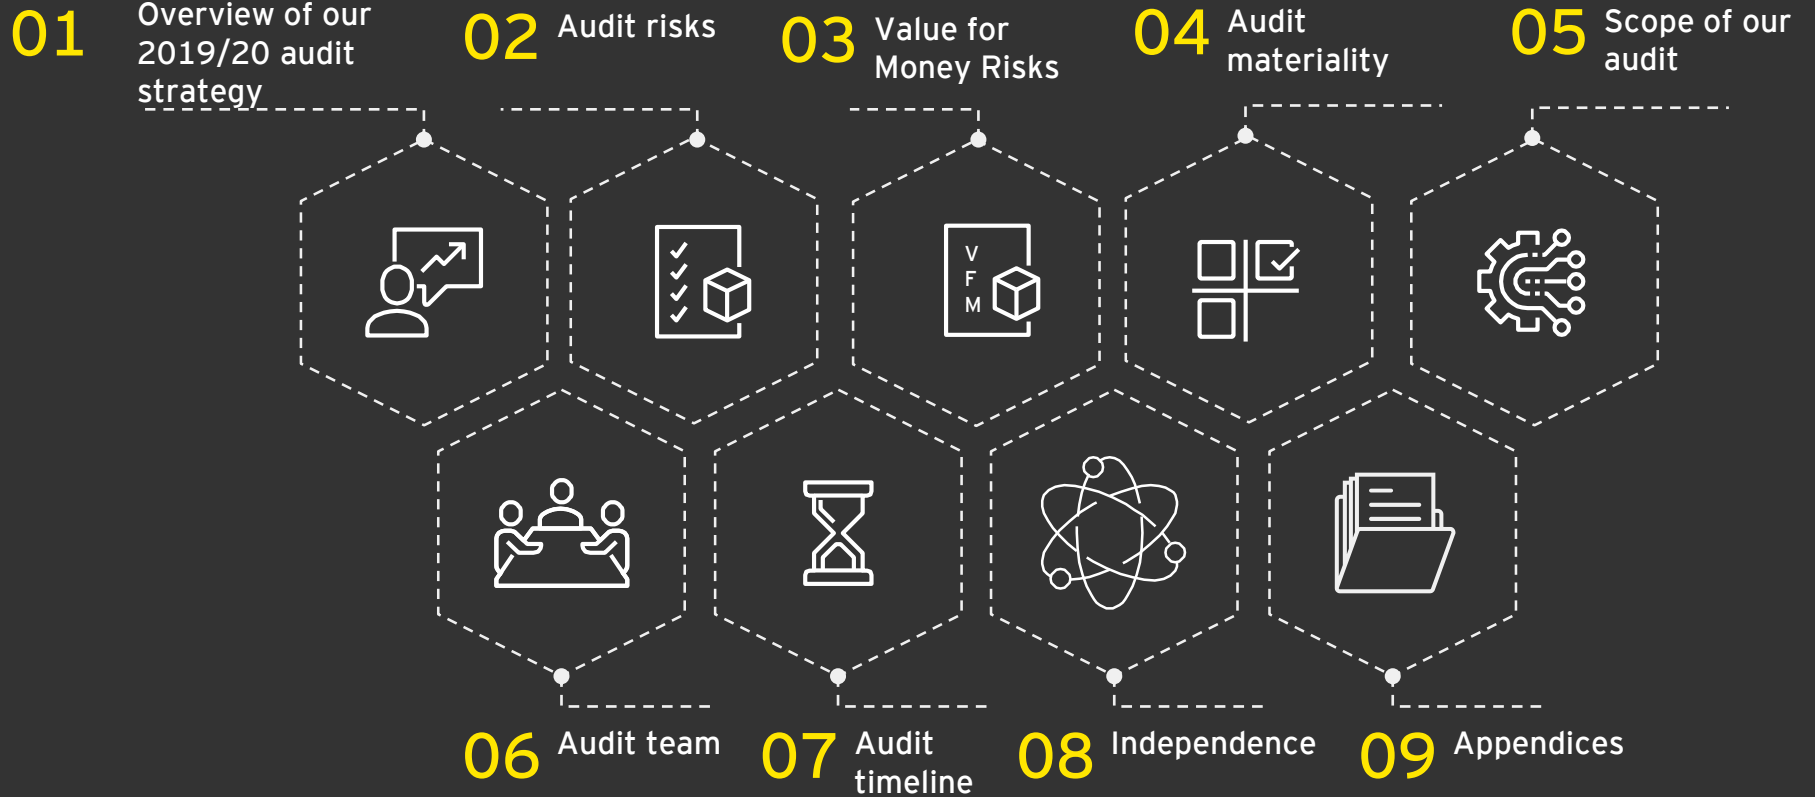 01
Overview of our
2019/20 audit
strategy
02
Audit risks
03
Value for
Money Risks
04
Audit
materiality
05
Scope of our
audit
V
F
M
06
Audit team
07
Audit
timeline
08
Independence
09
Appendices